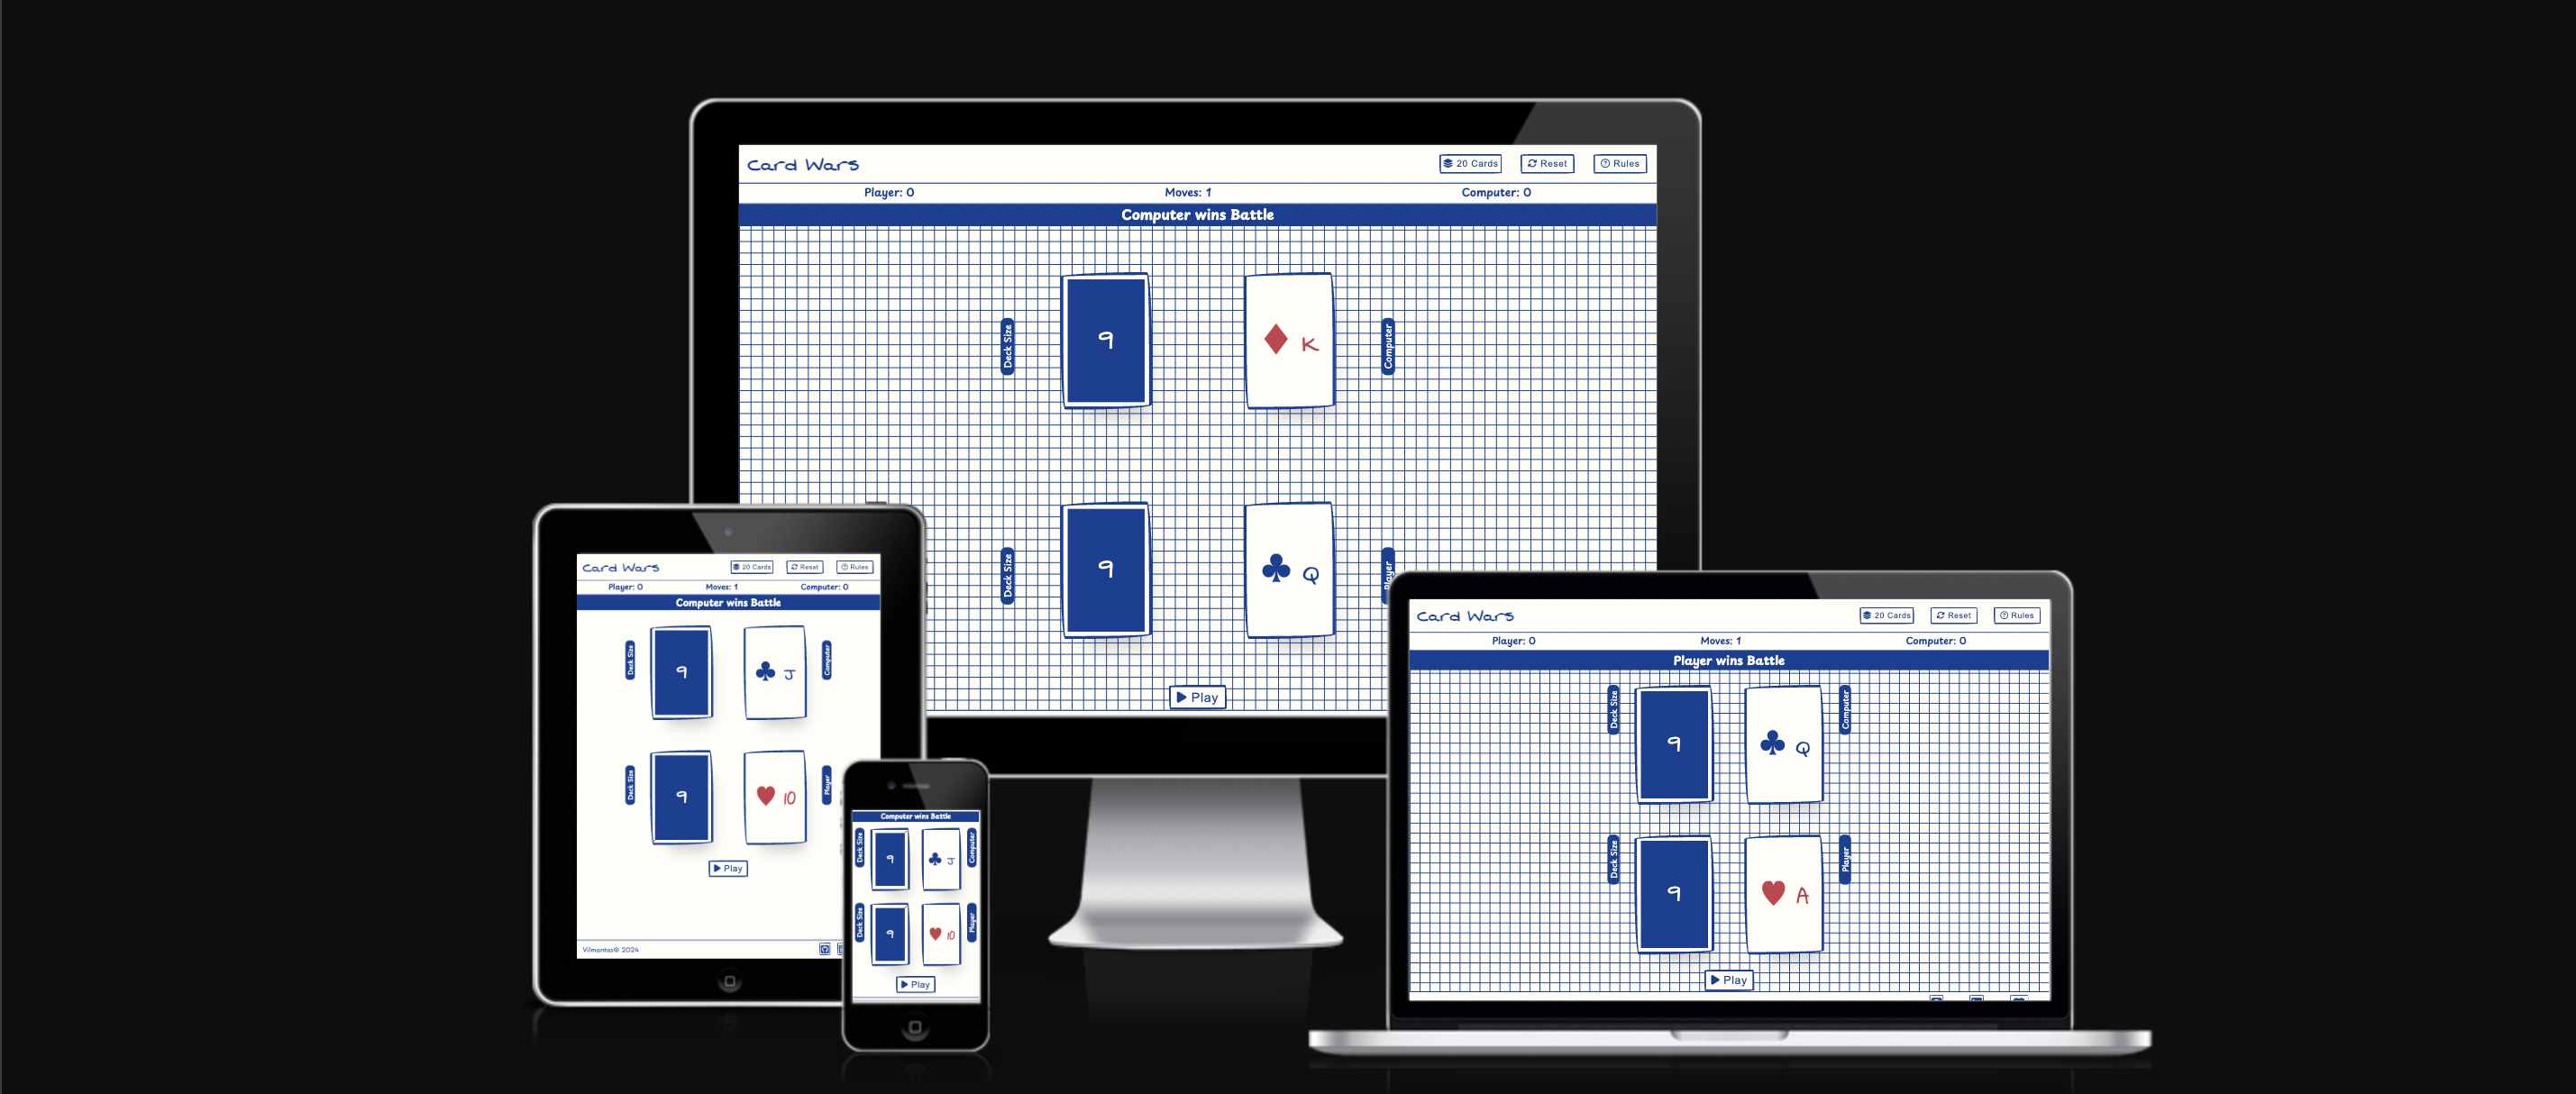 Card Wars
20 Cards Reset Rules
Player: 0 Moves: 1 Computer: 0
Computer wins Battle
Deck Size 9 K Computer
Deck Size 9 Q Player
Play
Card Wars
20 Cards Reset Rules
Player: 0 Moves: 1 Computer: 0
Computer wins Battle
Deck Size 9 J Computer
Deck Size 9 10 Player
Play
Vilmantas© 2024
Computer wins Battle
Deck Size 9 J Computer
Deck Size 9 10 Player
Play
Card Wars
20 Cards Reset Rules
Player: 0 Moves: 1 Computer: 0
Player wins Battle
Deck Size 9 Q Computer
Deck Size 9 A Player
Play